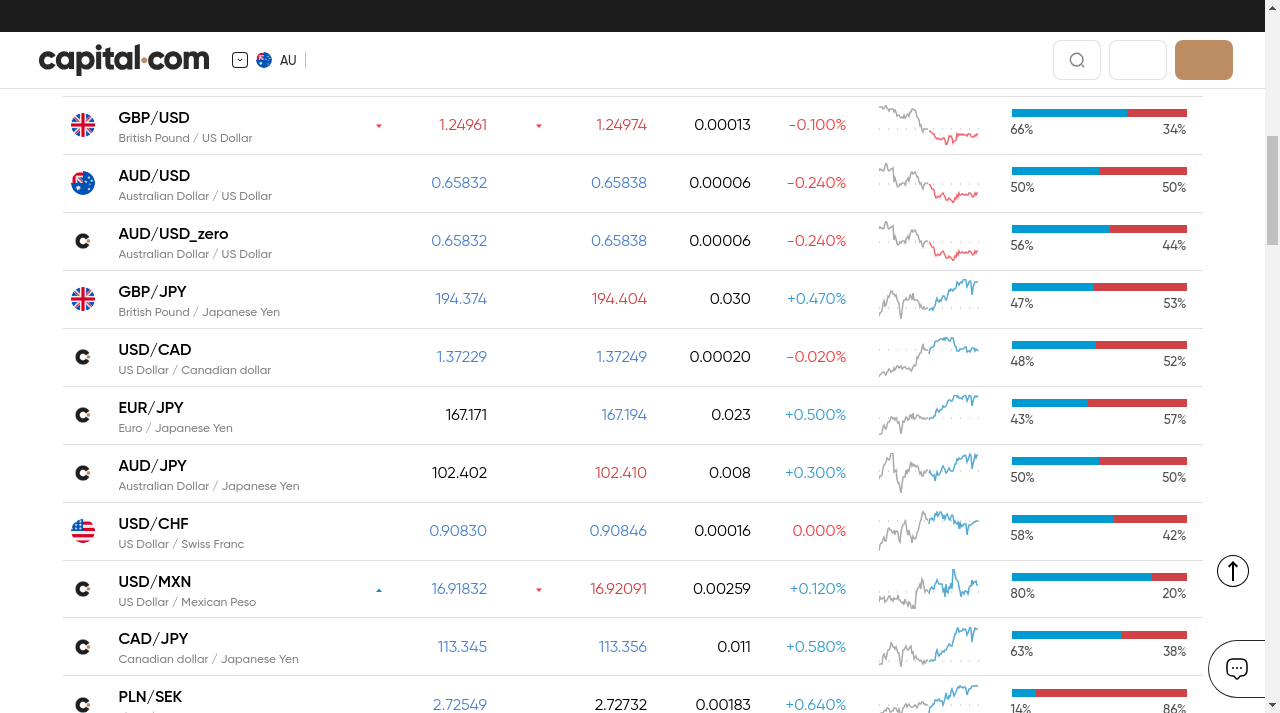 capital.com AU
GBP/USD 1.24961 1.24974 0.00013 -0.100%
British Pound / US Dollar 66% 34%
AUD/USD 0.65832 0.65838 0.00006 -0.240%
Australian Dollar / US Dollar 50% 50%
AUD/USD_zero 0.65832 0.65838 0.00006 -0.240%
Australian Dollar / US Dollar 56% 44%
GBP/JPY 194.374 194.404 0.030 +0.470%
British Pound / Japanese Yen 47% 53%
USD/CAD 1.37229 1.37249 0.00020 -0.020%
US Dollar / Canadian dollar 48% 52%
EUR/JPY 167.171 167.194 0.023 +0.500%
Euro / Japanese Yen 43% 57%
AUD/JPY 102.402 102.410 0.008 +0.300%
Australian Dollar / Japanese Yen 50% 50%
USD/CHF 0.90830 0.90846 0.00016 0.000%
US Dollar / Swiss Franc 58% 42%
USD/MXN 16.91832 16.92091 0.00259 +0.120%
US Dollar / Mexican Peso 80% 20%
CAD/JPY 113.345 113.356 0.011 +0.580%
Canadian dollar / Japanese Yen 63% 38%
PLN/SEK 2.72549 2.72732 0.00183 +0.640%
14% 86%